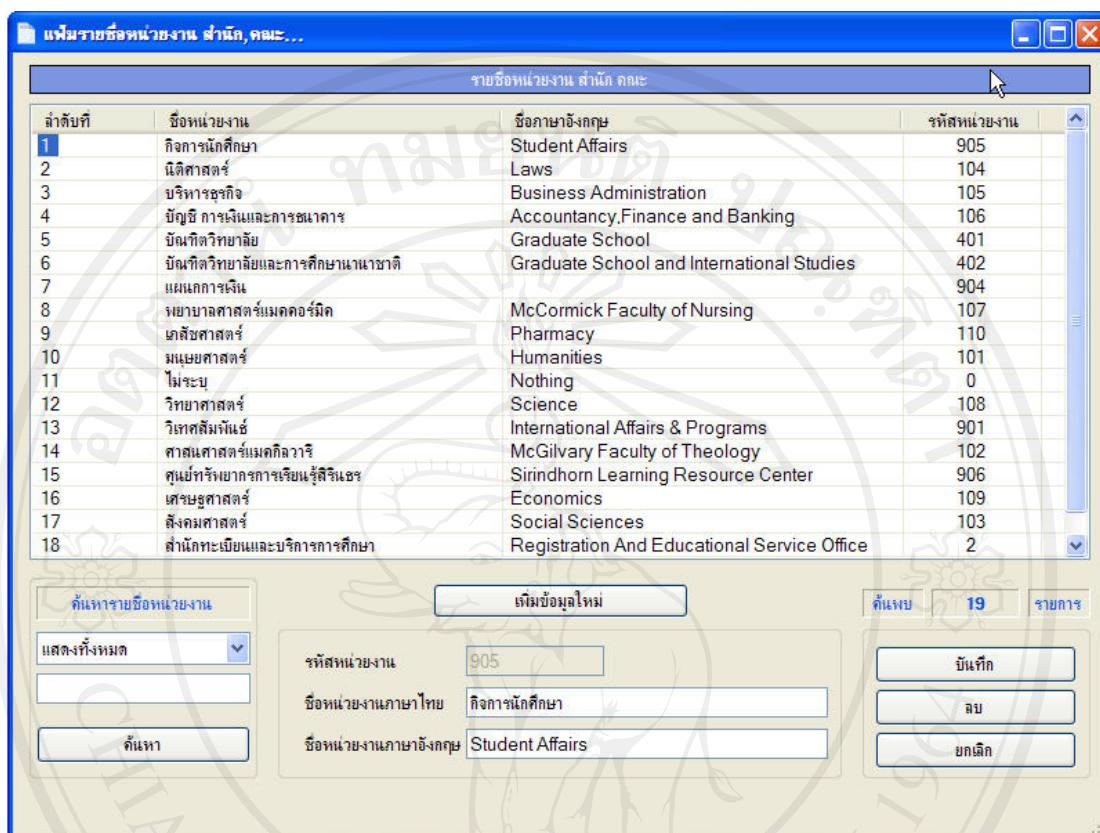 แฟ้มรายชื่อหน่วยงาน สำนัก,คณะ...
รายชื่อหน่วยงาน สำนัก คณะ
ลำดับที่ ชื่อหน่วยงาน ชื่อภาษาอังกฤษ รหัสหน่วยงาน
1 กิจการนักศึกษา Student Affairs 905
2 นิติศาสตร์ Laws 104
3 บริหารธุรกิจ Business Administration 105
4 บัญชี การเงินและการธนาคาร Accountancy,Finance and Banking 106
5 บัณฑิตวิทยาลัย Graduate School 401
6 บัณฑิตวิทยาลัยและการศึกษานานาชาติ Graduate School and International Studies 402
7 แผนกการเงิน 904
8 พยาบาลศาสตร์แมคคอร์มิค McCormick Faculty of Nursing 107
9 เภสัชศาสตร์ Pharmacy 110
10 มนุษยศาสตร์ Humanities 101
11 ไม่ระบุ Nothing 0
12 วิทยาศาสตร์ Science 108
13 วิเทศสัมพันธ์ International Affairs & Programs 901
14 ศาสนศาสตร์แมคกิลวารี McGilvary Faculty of Theology 102
15 ศูนย์ทรัพยากรการเรียนรู้สิรินธร Sirindhorn Learning Resource Center 906
16 เศรษฐศาสตร์ Economics 109
17 สังคมศาสตร์ Social Sciences 103
18 สำนักทะเบียนและบริการการศึกษา Registration And Educational Service Office 2
ค้นหารายชื่อหน่วยงาน เพิ่มข้อมูลใหม่ ค้นพบ 19 รายการ
แสดงทั้งหมด รหัสหน่วยงาน 905 บันทึก
ชื่อหน่วยงานภาษาไทย กิจการนักศึกษา ลบ
ค้นหา ชื่อหน่วยงานภาษาอังกฤษ Student Affairs ยกเลิก